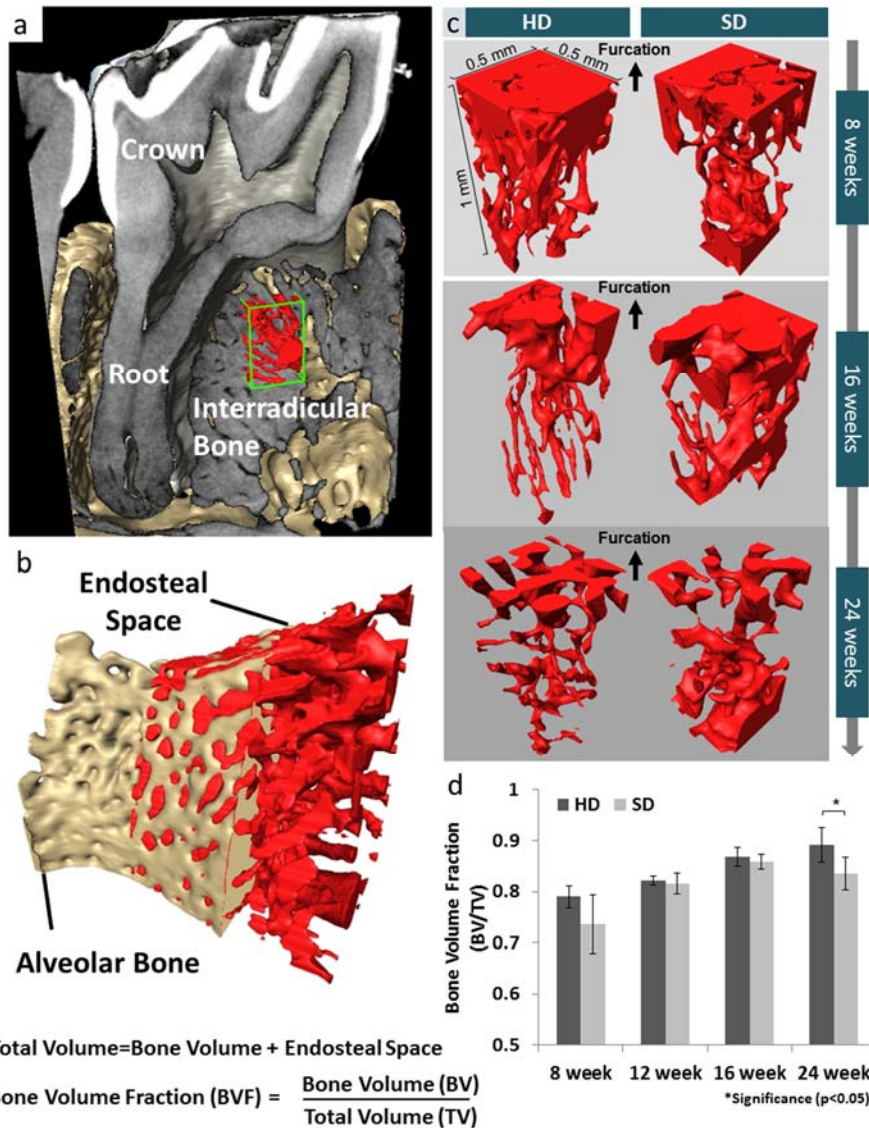 a
Crown
Root
Interradicular
Bone
b
Endosteal
Space
Alveolar Bone
otal Volume=Bone Volume + Endosteal Space
one Volume Fraction (BVF) = Bone Volume (BV)
Total Volume (TV)
c
HD SD
0.5 mm 0.5 mm
1 mm
Furcation
8 weeks
Furcation
16 weeks
Furcation
24 weeks
d
HD SD
*
Bone Volume Fraction
(BV/TV)
1
0.9
0.8
0.7
0.6
0.5
8 week 12 week 16 week 24 week
*Significance (p<0.05)